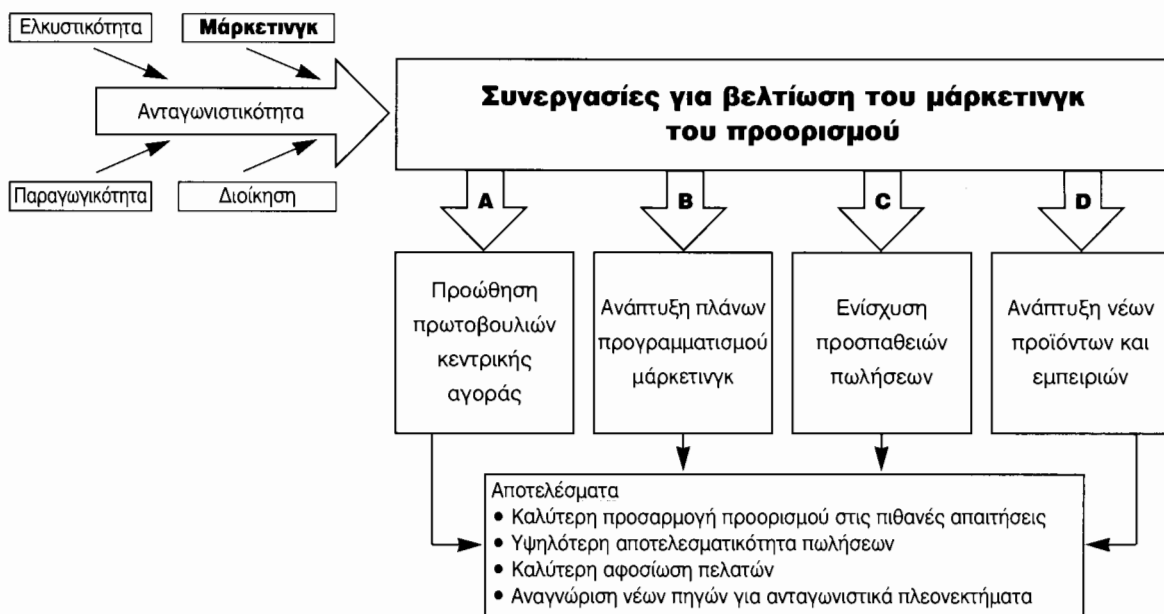 Ελκυστικότητα
Μάρκετινγκ
Ανταγωνιστικότητα
Παραγωγικότητα
Διοίκηση
Συνεργασίες για βελτίωση του μάρκετινγκ
του προορισμού
A
B
C
D
Προώθηση
πρωτοβουλιών
κεντρικής
αγοράς
Ανάπτυξη πλάνων
προγραμματισμού
μάρκετινγκ
Ενίσχυση
προσπαθειών
πωλήσεων
Ανάπτυξη νέων
προϊόντων και
εμπειριών
Αποτελέσματα
• Καλύτερη προσαρμογή προορισμού στις πιθανές απαιτήσεις
• Υψηλότερη αποτελεσματικότητα πωλήσεων
• Καλύτερη αφοσίωση πελατών
• Αναγνώριση νέων πηγών για ανταγωνιστικά πλεονεκτήματα